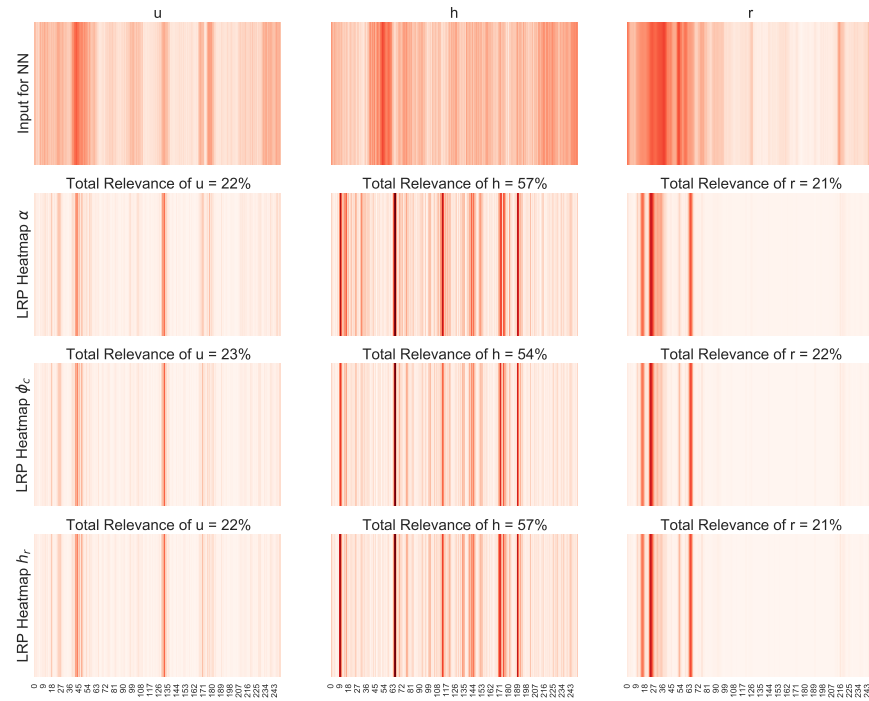 u h r
Input for NN
Total Relevance of u = 22% Total Relevance of h = 57% Total Relevance of r = 21%
LRP Heatmap α
Total Relevance of u = 23% Total Relevance of h = 54% Total Relevance of r = 22%
LRP Heatmap ϕc
Total Relevance of u = 22% Total Relevance of h = 57% Total Relevance of r = 21%
LRP Heatmap hr
0 9 18 27 36 45 54 63 72 81 90 99 108 117 126 135 144 153 162 171 180 189 198 207 216 225 234 243 0 9 18 27 36 45 54 63 72 81 90 99 108 117 126 135 144 153 162 171 180 189 198 207 216 225 234 243 0 9 18 27 36 45 54 63 72 81 90 99 108 117 126 135 144 153 162 171 180 189 198 207 216 225 234 243